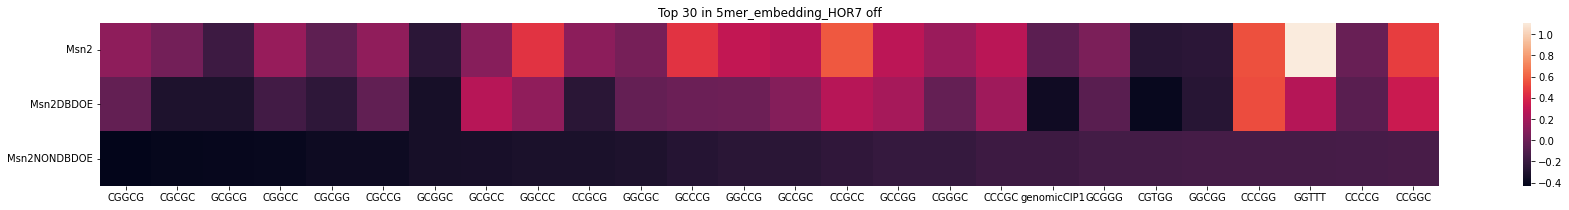 Top 30 in 5mer_embedding_HOR7 off
Msn2
Msn2DBDOE
Msn2NONDBDOE
CGGCG CGCGC GCGCG CGGCC CGCGG CGCCG GCGGC GCGCC GGCCC CCGCG GGCGC GCCCG GGCCG GCCGC CCGCC GCCGG CGGGC CCCGC genomicCIP1 GCGGG CGTGG GGCGG CCCGG GGTTT CCCCG CCGGC
1.0
0.8
0.6
0.4
0.2
0.0
−0.2
−0.4